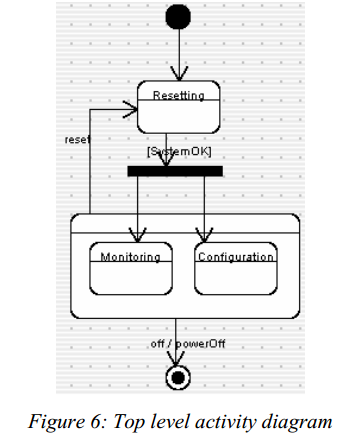 Resetting
reset
[SystemOK]
Monitoring
Configuration
off / powerOff
Figure 6: Top level activity diagram